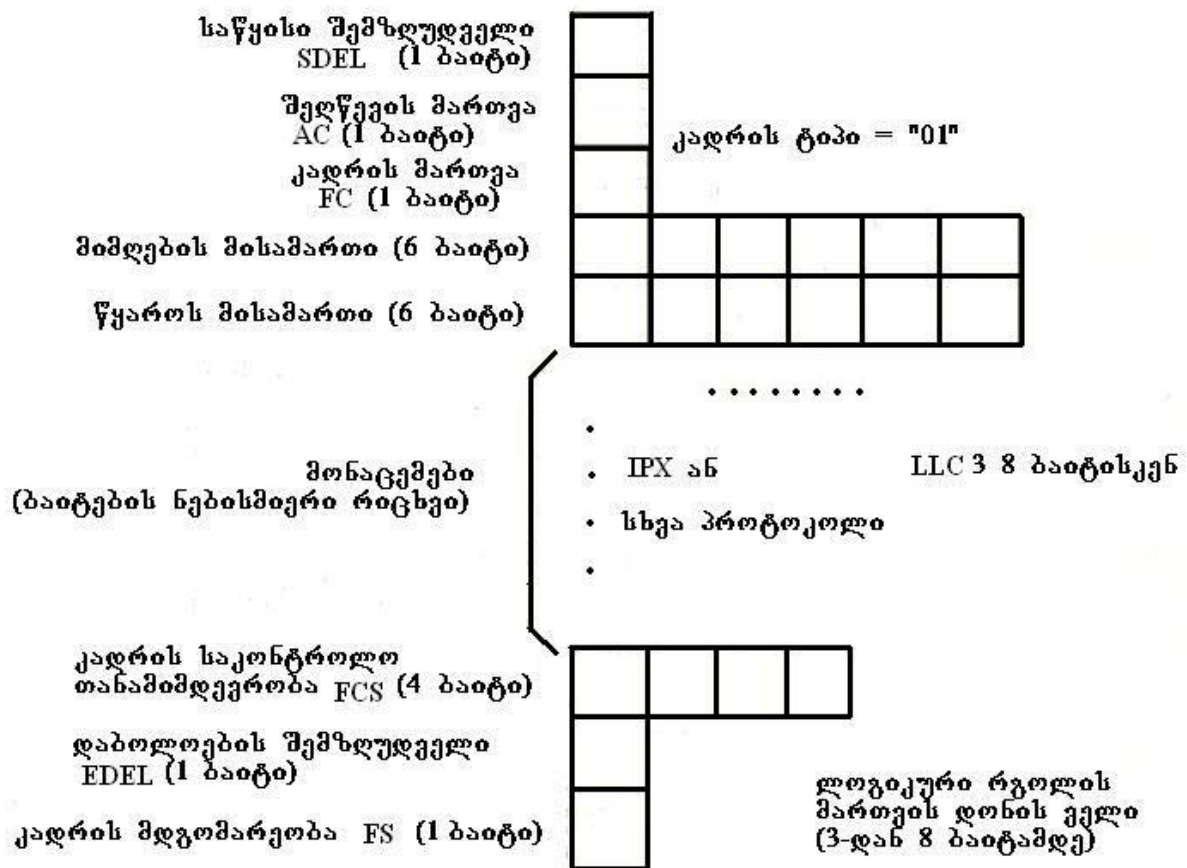 საწყისი შემზღუდველი
SDEL (1 ბაიტი)
შეღწევის მართვა
AC (1 ბაიტი)
კადრის ტიპი = "01"
კადრის მართვა
FC (1 ბაიტი)
მიმღების მისამართი (6 ბაიტი)
წყაროს მისამართი (6 ბაიტი)
მონაცემები
(ბაიტების ნებისმიერი რიცხვი)
IPX ან
LLC 3 8 ბაიტისკენ
სხვა პროტოკოლი
კადრის საკონტროლო
თანამიმდევრობა FCS (4 ბაიტი)
დაბოლოების შემზღუდველი
EDEL (1 ბაიტი)
კადრის მდგომარეობა FS (1 ბაიტი)
ლოგიკური რგოლის
მართვის დონის ველი
(3-დან 8 ბაიტამდე)